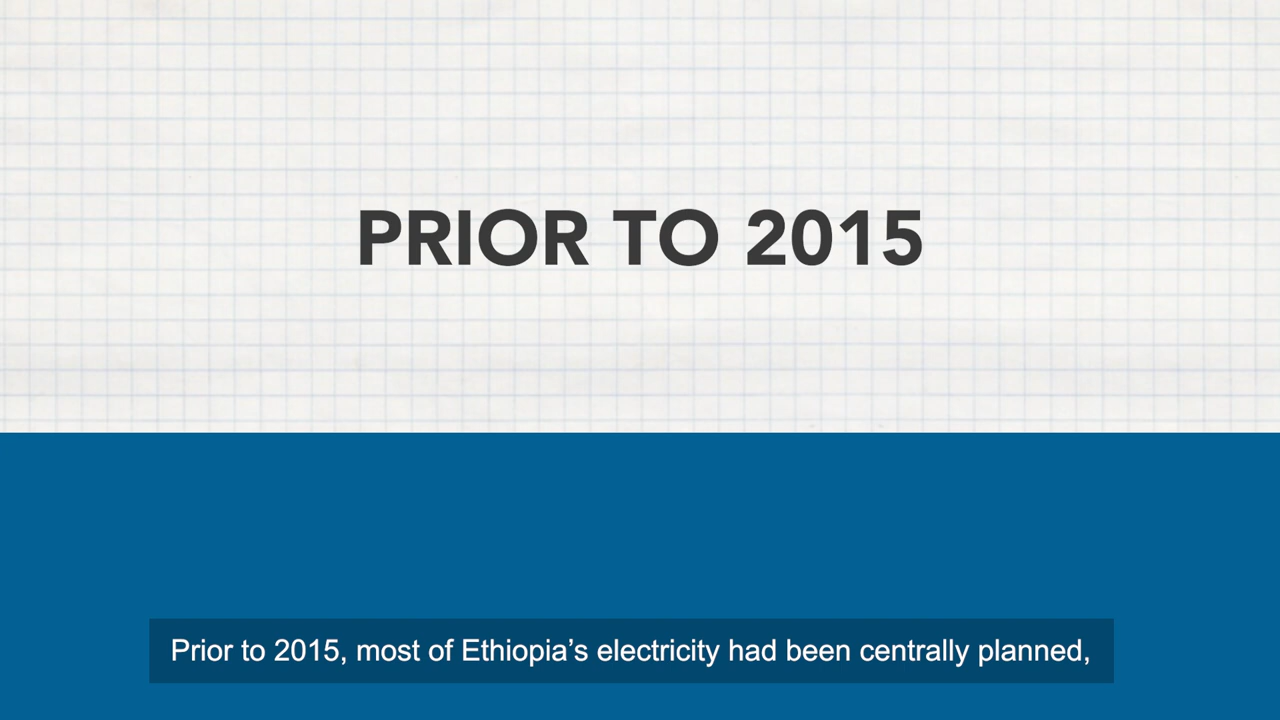 PRIOR TO 2015
Prior to 2015, most of Ethiopia’s electricity had been centrally planned,